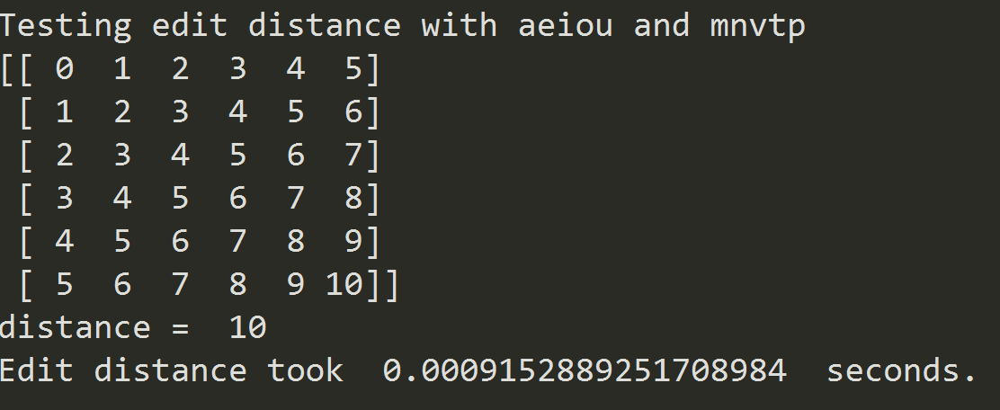 Testing edit distance with aeiou and mnvtp
[[ 0  1  2  3  4  5]
 [ 1  2  3  4  5  6]
 [ 2  3  4  5  6  7]
 [ 3  4  5  6  7  8]
 [ 4  5  6  7  8  9]
 [ 5  6  7  8  9 10]]
distance =  10
Edit distance took  0.0009152889251708984  seconds.